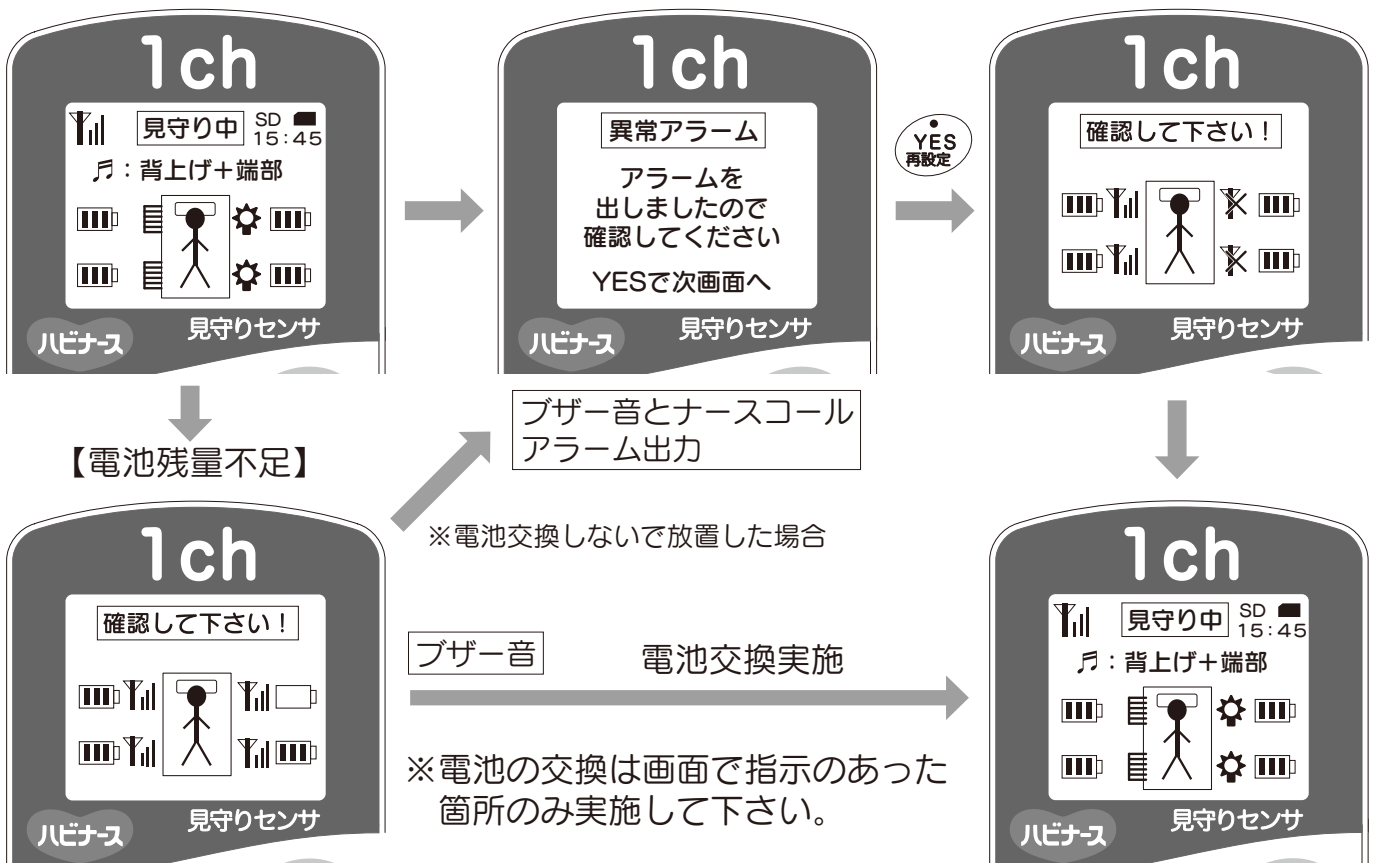 1ch
見守り中
SD
15:45
♬：背上げ＋端部
ハビナース
見守りセンサ
1ch
異常アラーム
アラームを
出しましたので
確認してください
YESで次画面へ
ハビナース
見守りセンサ
YES
再設定
1ch
確認して下さい！
ハビナース
見守りセンサ
【電池残量不足】
ブザー音とナースコール
アラーム出力
※電池交換しないで放置した場合
1ch
確認して下さい！
ハビナース
見守りセンサ
ブザー音
電池交換実施
※電池の交換は画面で指示のあった
箇所のみ実施して下さい。
1ch
見守り中
SD
15:45
♬：背上げ＋端部
ハビナース
見守りセンサ